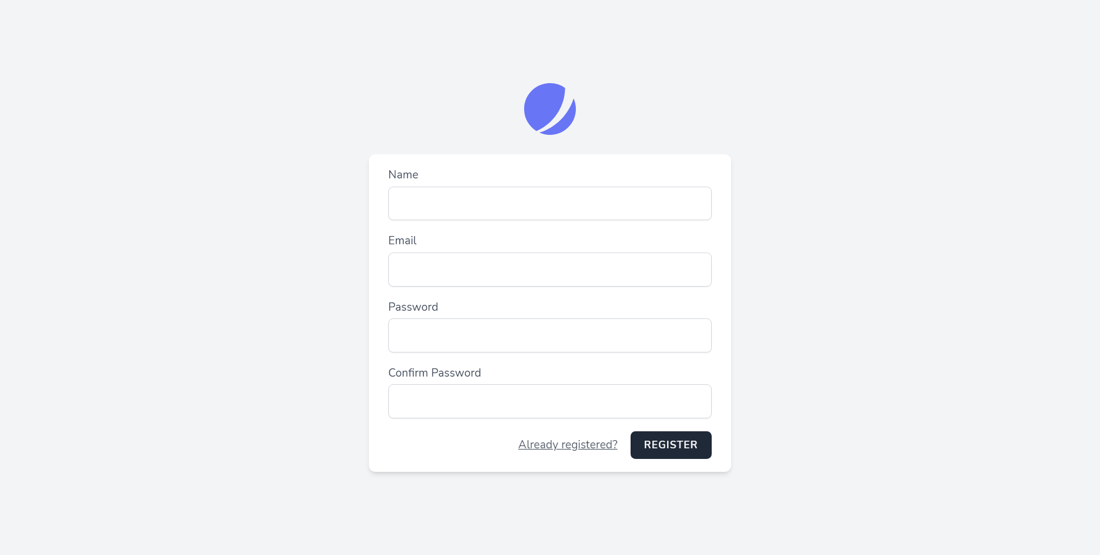 Name
Email
Password
Confirm Password
Already registered? REGISTER